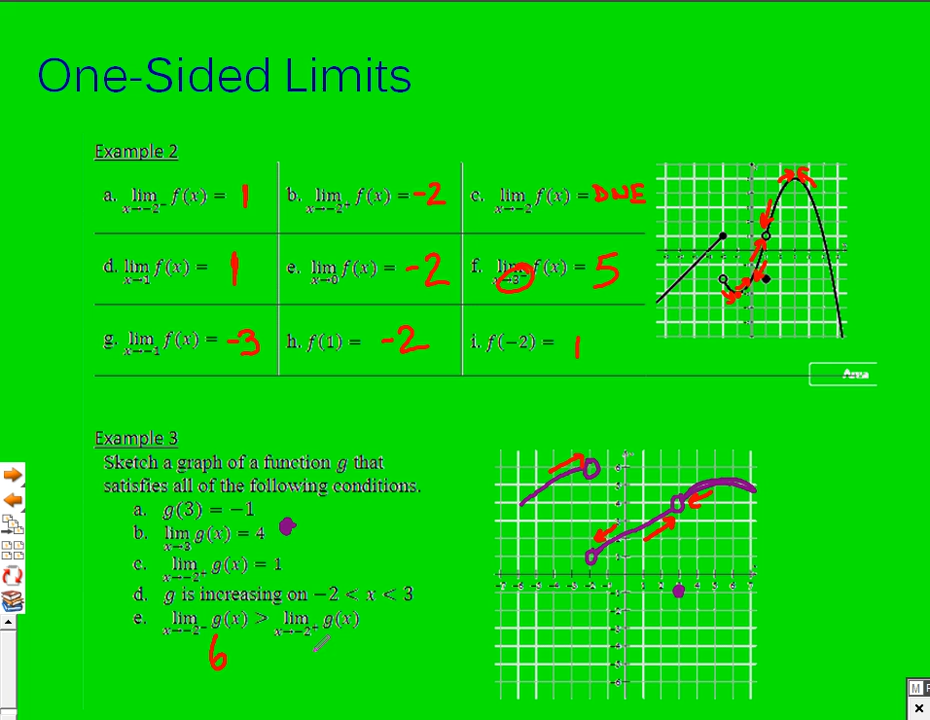 One-Sided Limits
Example 2
a. lim x→−2⁻ f(x) = 1
b. lim x→−2⁺ f(x) = -2
c. lim x→−2 f(x) = DNE
d. lim x→1 f(x) = 1
e. lim x→0 f(x) = -2
f. lim x→3 f(x) = 5
g. lim x→−1 f(x) = -3
h. f(1) = -2
i. f(−2) = 1
Area
Example 3
Sketch a graph of a function g that
satisfies all of the following conditions.
a. g(3) = −1
b. lim x→3 g(x) = 4
c. lim x→−2⁺ g(x) = 1
d. g is increasing on −2 < x < 3
e. lim x→−2⁻ g(x) > lim x→−2⁺ g(x)
6
M